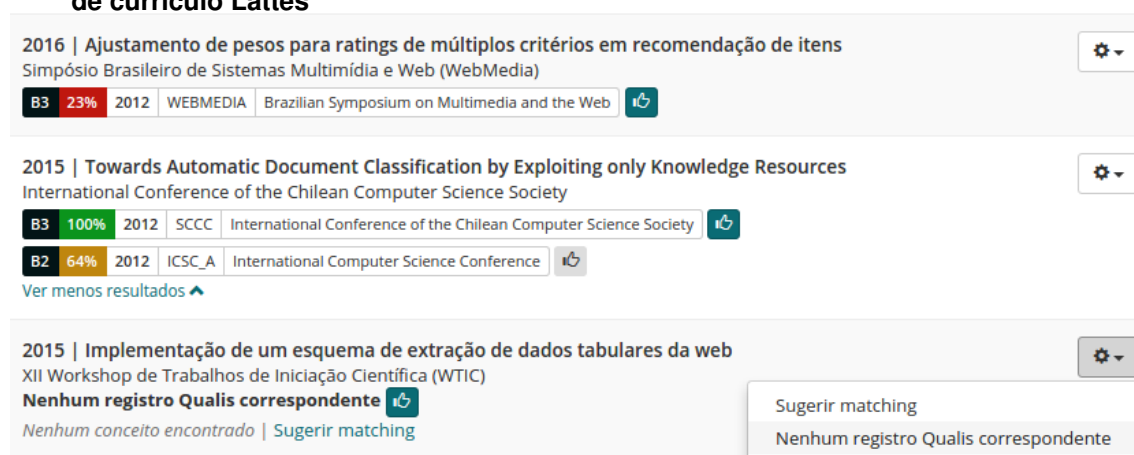 de currículo Lattes
2016 | Ajustamento de pesos para ratings de múltiplos critérios em recomendação de itens
Simpósio Brasileiro de Sistemas Multimídia e Web (WebMedia)
B3 23% 2012 WEBMEDIA Brazilian Symposium on Multimedia and the Web
2015 | Towards Automatic Document Classification by Exploiting only Knowledge Resources
International Conference of the Chilean Computer Science Society
B3 100% 2012 SCCC International Conference of the Chilean Computer Science Society
B2 64% 2012 ICSC_A International Computer Science Conference
Ver menos resultados
2015 | Implementação de um esquema de extração de dados tabulares da web
XII Workshop de Trabalhos de Iniciação Científica (WTIC)
Nenhum registro Qualis correspondente
Nenhum conceito encontrado | Sugerir matching
Sugerir matching
Nenhum registro Qualis correspondente